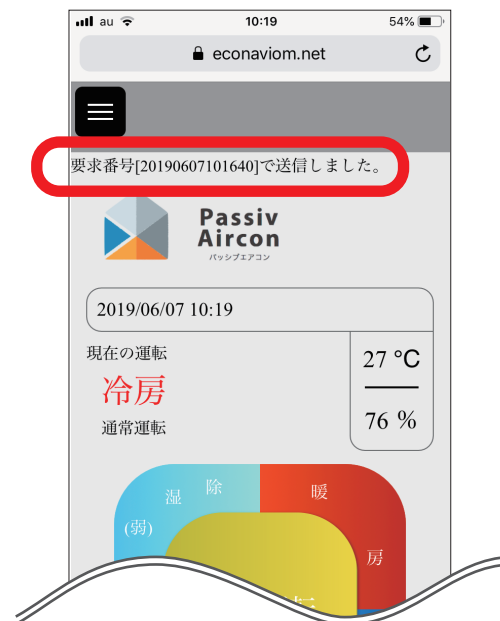 au 10:19 54%
econaviom.net
要求番号[20190607101640]で送信しました。
Passiv
Aircon
パッシブエアコン
2019/06/07 10:19
現在の運転
27 °C
冷房
通常運転
76 %
除 暖
湿
(弱)
房